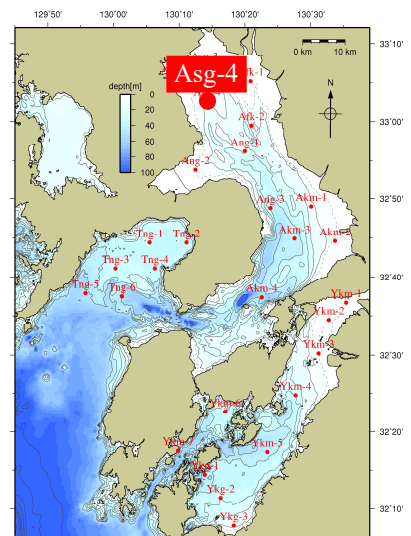 129°50' 130°00' 130°10' 130°20' 130°30'
33°10'
0 km 10 km
Asg-4
Afk-1
depth[m]
0
20
40
60
80
100
N
Afk-2
33°00'
Ang-1
Ang-2
32°50'
Ang-3
Akm-1
Tng-1
Tng-2
Akm-3
Tng-3
Tng-4
32°40'
Tng-5
Tng-6
Akm-4
Ykm-1
Ykm-2
32°30'
Ykm-3
Ykm-4
Ykm-6
32°20'
Ykm-7
Ykm-5
Ykg-1
Ykg-2
32°10'
Ykg-3